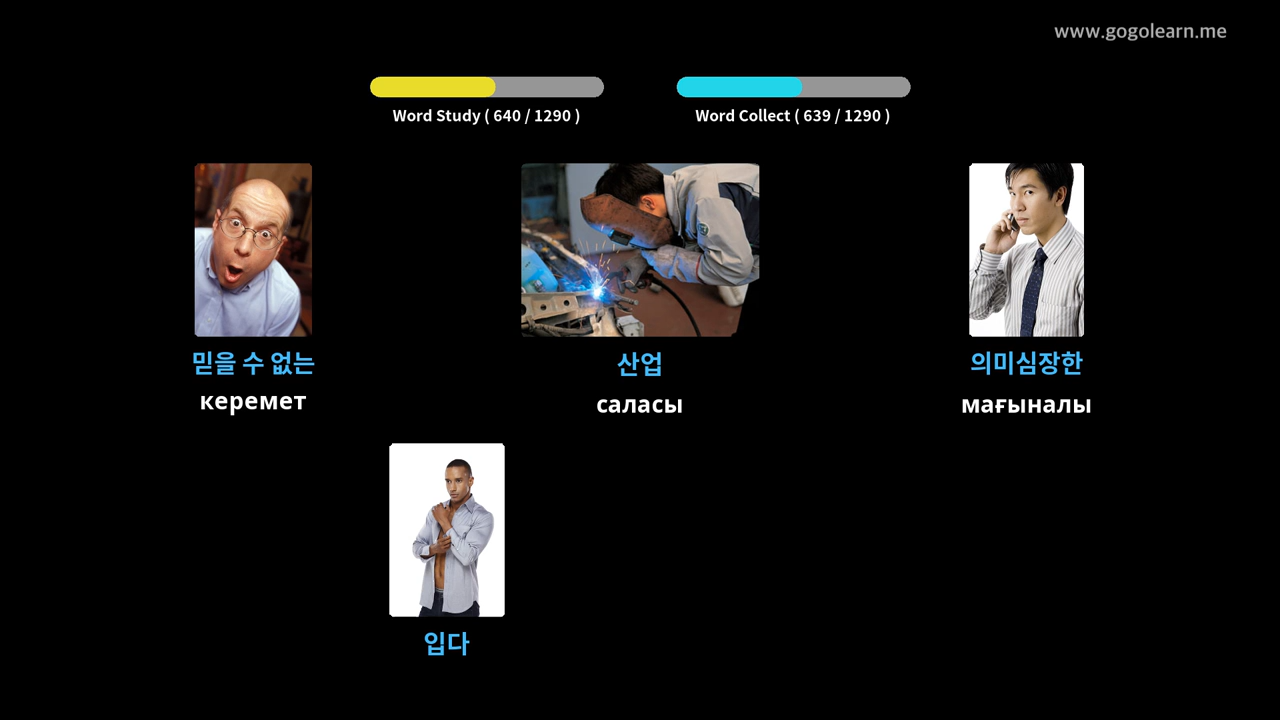 www.gogolearn.me
Word Study ( 640 / 1290 )
Word Collect ( 639 / 1290 )
믿을 수 없는
керемет
산업
саласы
의미심장한
мағыналы
입다